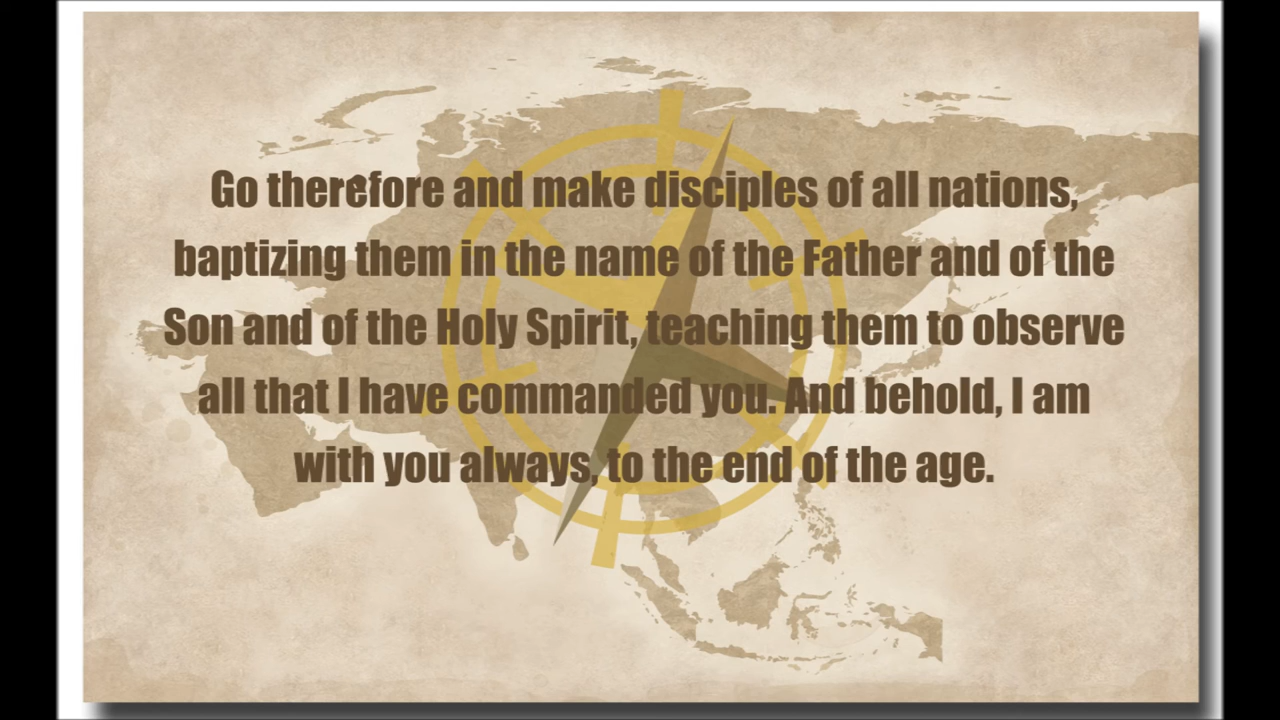 Go therefore and make disciples of all nations,
baptizing them in the name of the Father and of the
Son and of the Holy Spirit, teaching them to observe
all that I have commanded you. And behold, I am
with you always, to the end of the age.